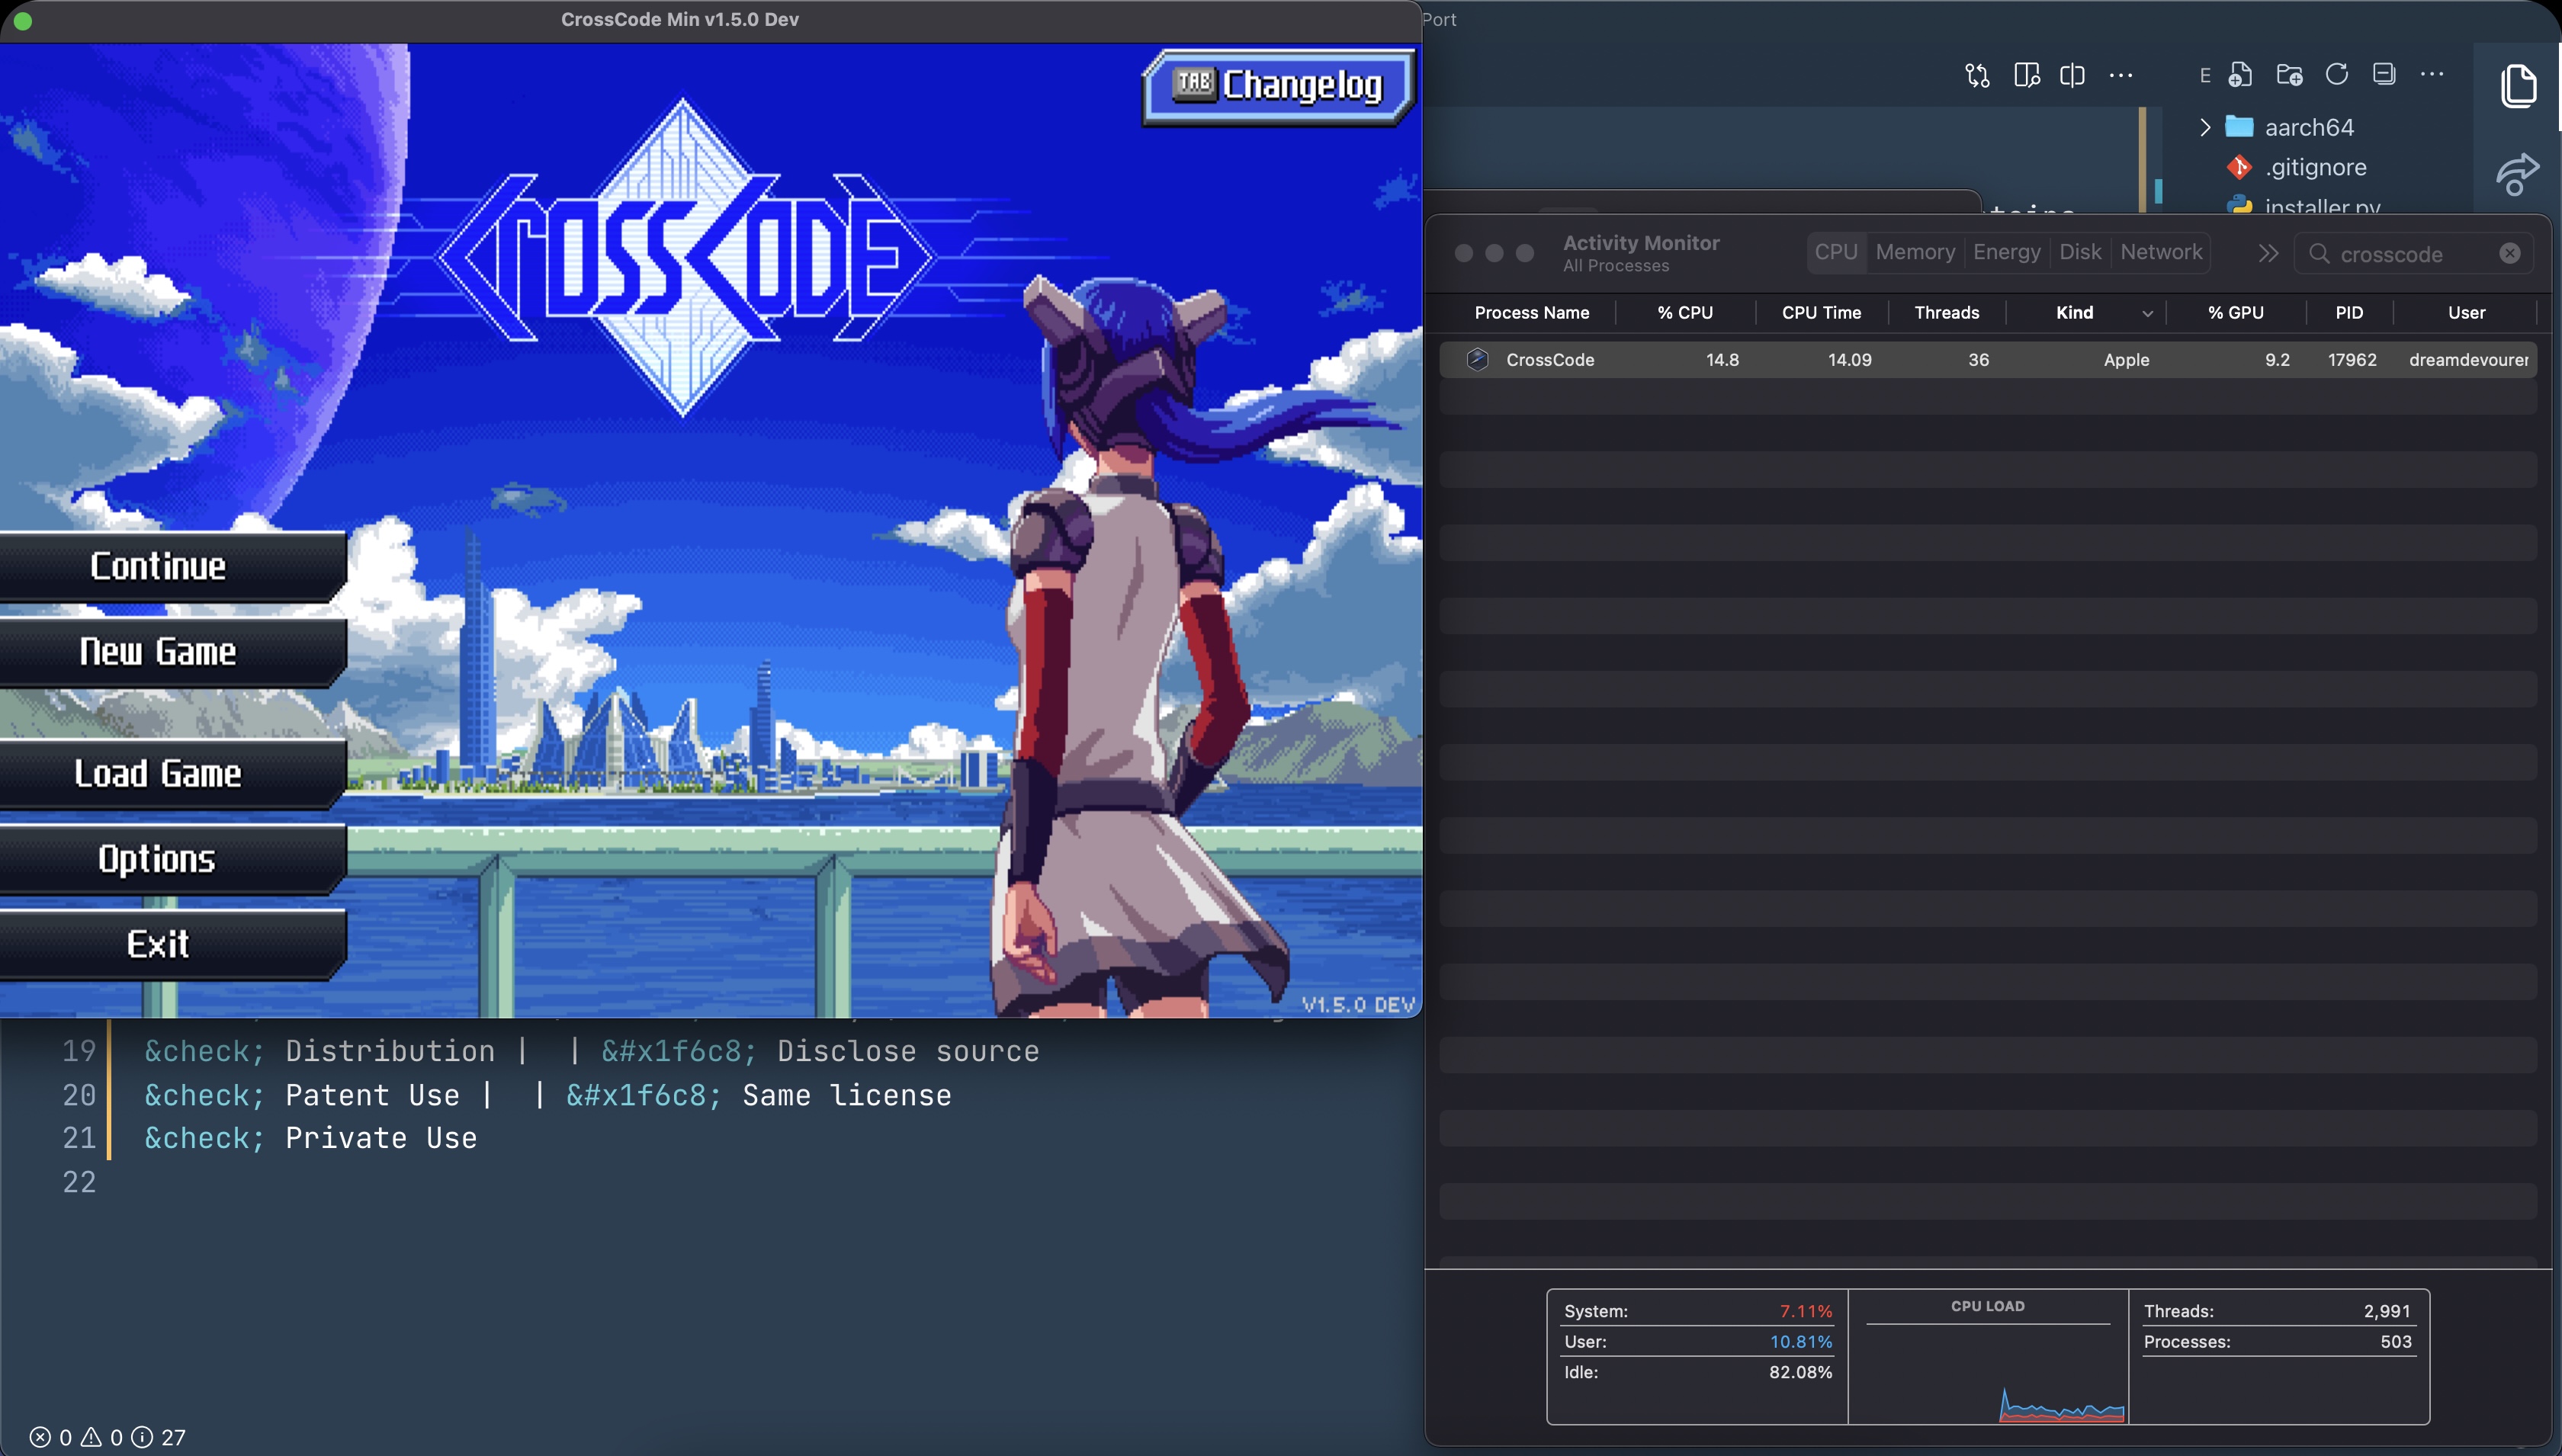 CrossCode Min v1.5.0 Dev
Port
TAB Changelog
CROSSCODE
Continue
New Game
Load Game
Options
Exit
V1.5.0 DEV
E
aarch64
.gitignore
installer.py
Activity Monitor
All Processes
CPU Memory Energy Disk Network
crosscode
Process Name % CPU CPU Time Threads Kind % GPU PID User
CrossCode 14.8 14.09 36 Apple 9.2 17962 dreamdevourer
19 &check; Distribution | | &#x1f6c8; Disclose source
20 &check; Patent Use | | &#x1f6c8; Same license
21 &check; Private Use
22
System: 7.11%
User: 10.81%
Idle: 82.08%
CPU LOAD
Threads: 2,991
Processes: 503
0 0 27